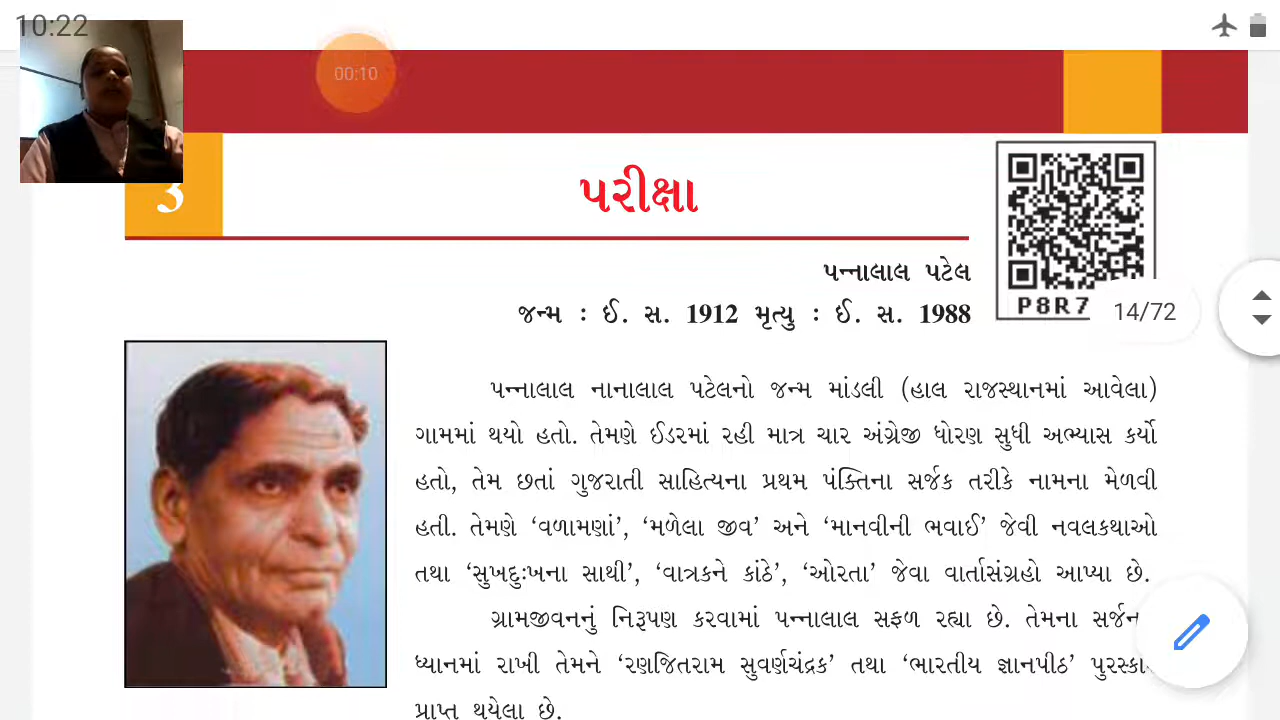 10:22
00:10
3
પરીક્ષા
પન્નાલાલ પટેલ
જન્મ : ઈ. સ. 1912 મૃત્યુ : ઈ. સ. 1988
P8R7
14/72
પન્નાલાલ નાનાલાલ પટેલનો જન્મ માંડલી (હાલ રાજસ્થાનમાં આવેલા)
ગામમાં થયો હતો. તેમણે ઈડરમાં રહી માત્ર ચાર અંગ્રેજી ધોરણ સુધી અભ્યાસ કર્યો
હતો, તેમ છતાં ગુજરાતી સાહિત્યના પ્રથમ પંક્તિના સર્જક તરીકે નામના મેળવી
હતી. તેમણે ‘વળામણાં’, ‘મળેલા જીવ’ અને ‘માનવીની ભવાઈ’ જેવી નવલકથાઓ
તથા ‘સુખદુઃખના સાથી’, ‘વાત્રકને કાંઠે’, ‘ઓરતા’ જેવા વાર્તાસંગ્રહો આપ્યા છે.
ગ્રામજીવનનું નિરૂપણ કરવામાં પન્નાલાલ સફળ રહ્યા છે. તેમના
ધ્યાનમાં રાખી તેમને ‘રણજિતરામ સુવર્ણચંદ્રક’ તથા ‘ભારતીય જ્ઞાનપીઠ’
પ્રાપ્ત થયેલા છે.